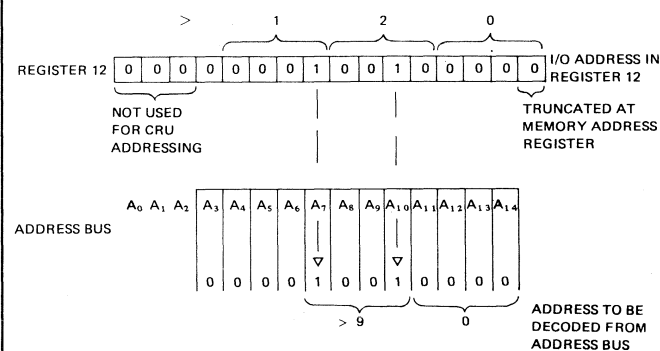 > 1 2 0
REGISTER 12 0 0 0 0 0 0 0 1 0 0 1 0 0 0 0 0 I/O ADDRESS IN
REGISTER 12
NOT USED
FOR CRU
ADDRESSING
TRUNCATED AT
MEMORY ADDRESS
REGISTER
ADDRESS BUS A0 A1 A2 A3 A4 A5 A6 A7 A8 A9 A10 A11 A12 A13 A14
0 0 0 0 1 0 0 1 0 0 0 0
> 9 0
ADDRESS TO BE
DECODED FROM
ADDRESS BUS